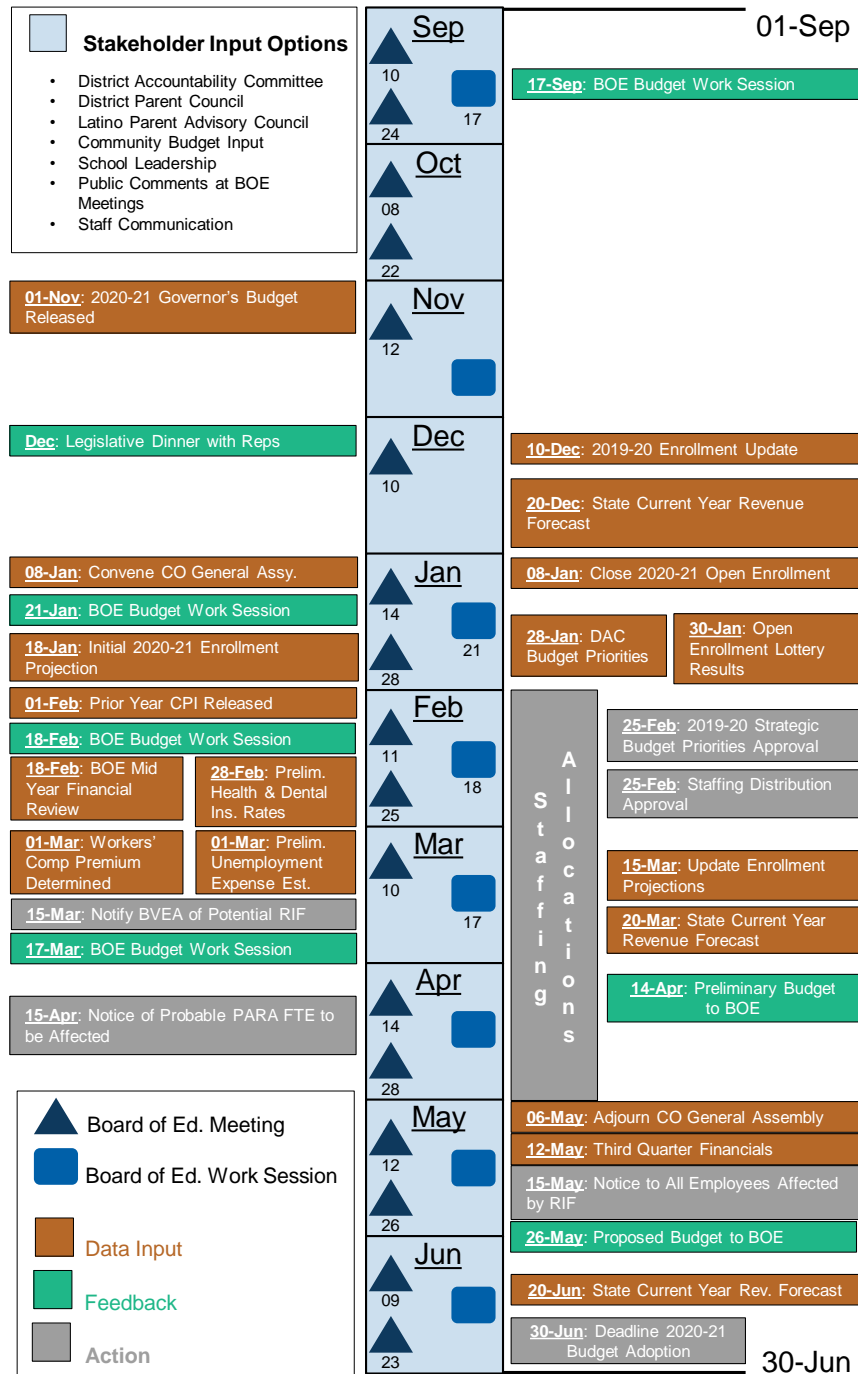 Stakeholder Input Options
• District Accountability Committee
• District Parent Council
• Latino Parent Advisory Council
• Community Budget Input
• School Leadership
• Public Comments at BOE
Meetings
• Staff Communication
01-Nov: 2020-21 Governor's Budget
Released
Dec: Legislative Dinner with Reps
08-Jan: Convene CO General Assy.
21-Jan: BOE Budget Work Session
18-Jan: Initial 2020-21 Enrollment
Projection
01-Feb: Prior Year CPI Released
18-Feb: BOE Budget Work Session
18-Feb: BOE Mid
Year Financial
Review
28-Feb: Prelim.
Health & Dental
Ins. Rates
01-Mar: Workers'
Comp Premium
Determined
01-Mar: Prelim.
Unemployment
Expense Est.
15-Mar: Notify BVEA of Potential RIF
17-Mar: BOE Budget Work Session
15-Apr: Notice of Probable PARA FTE to
be Affected
Board of Ed. Meeting
Board of Ed. Work Session
Data Input
Feedback
Action
Sep
10
17
24
Oct
08
22
Nov
12
Dec
10
Jan
14
21
28
Feb
11
18
25
Mar
10
17
Apr
14
28
May
12
26
Jun
09
23
01-Sep
17-Sep: BOE Budget Work Session
10-Dec: 2019-20 Enrollment Update
20-Dec: State Current Year Revenue
Forecast
08-Jan: Close 2020-21 Open Enrollment
28-Jan: DAC
Budget Priorities
30-Jan: Open
Enrollment Lottery
Results
Staffing
Allocations
25-Feb: 2019-20 Strategic
Budget Priorities Approval
25-Feb: Staffing Distribution
Approval
15-Mar: Update Enrollment
Projections
20-Mar: State Current Year
Revenue Forecast
14-Apr: Preliminary Budget
to BOE
06-May: Adjourn CO General Assembly
12-May: Third Quarter Financials
15-May: Notice to All Employees Affected
by RIF
26-May: Proposed Budget to BOE
20-Jun: State Current Year Rev. Forecast
30-Jun: Deadline 2020-21
Budget Adoption
30-Jun